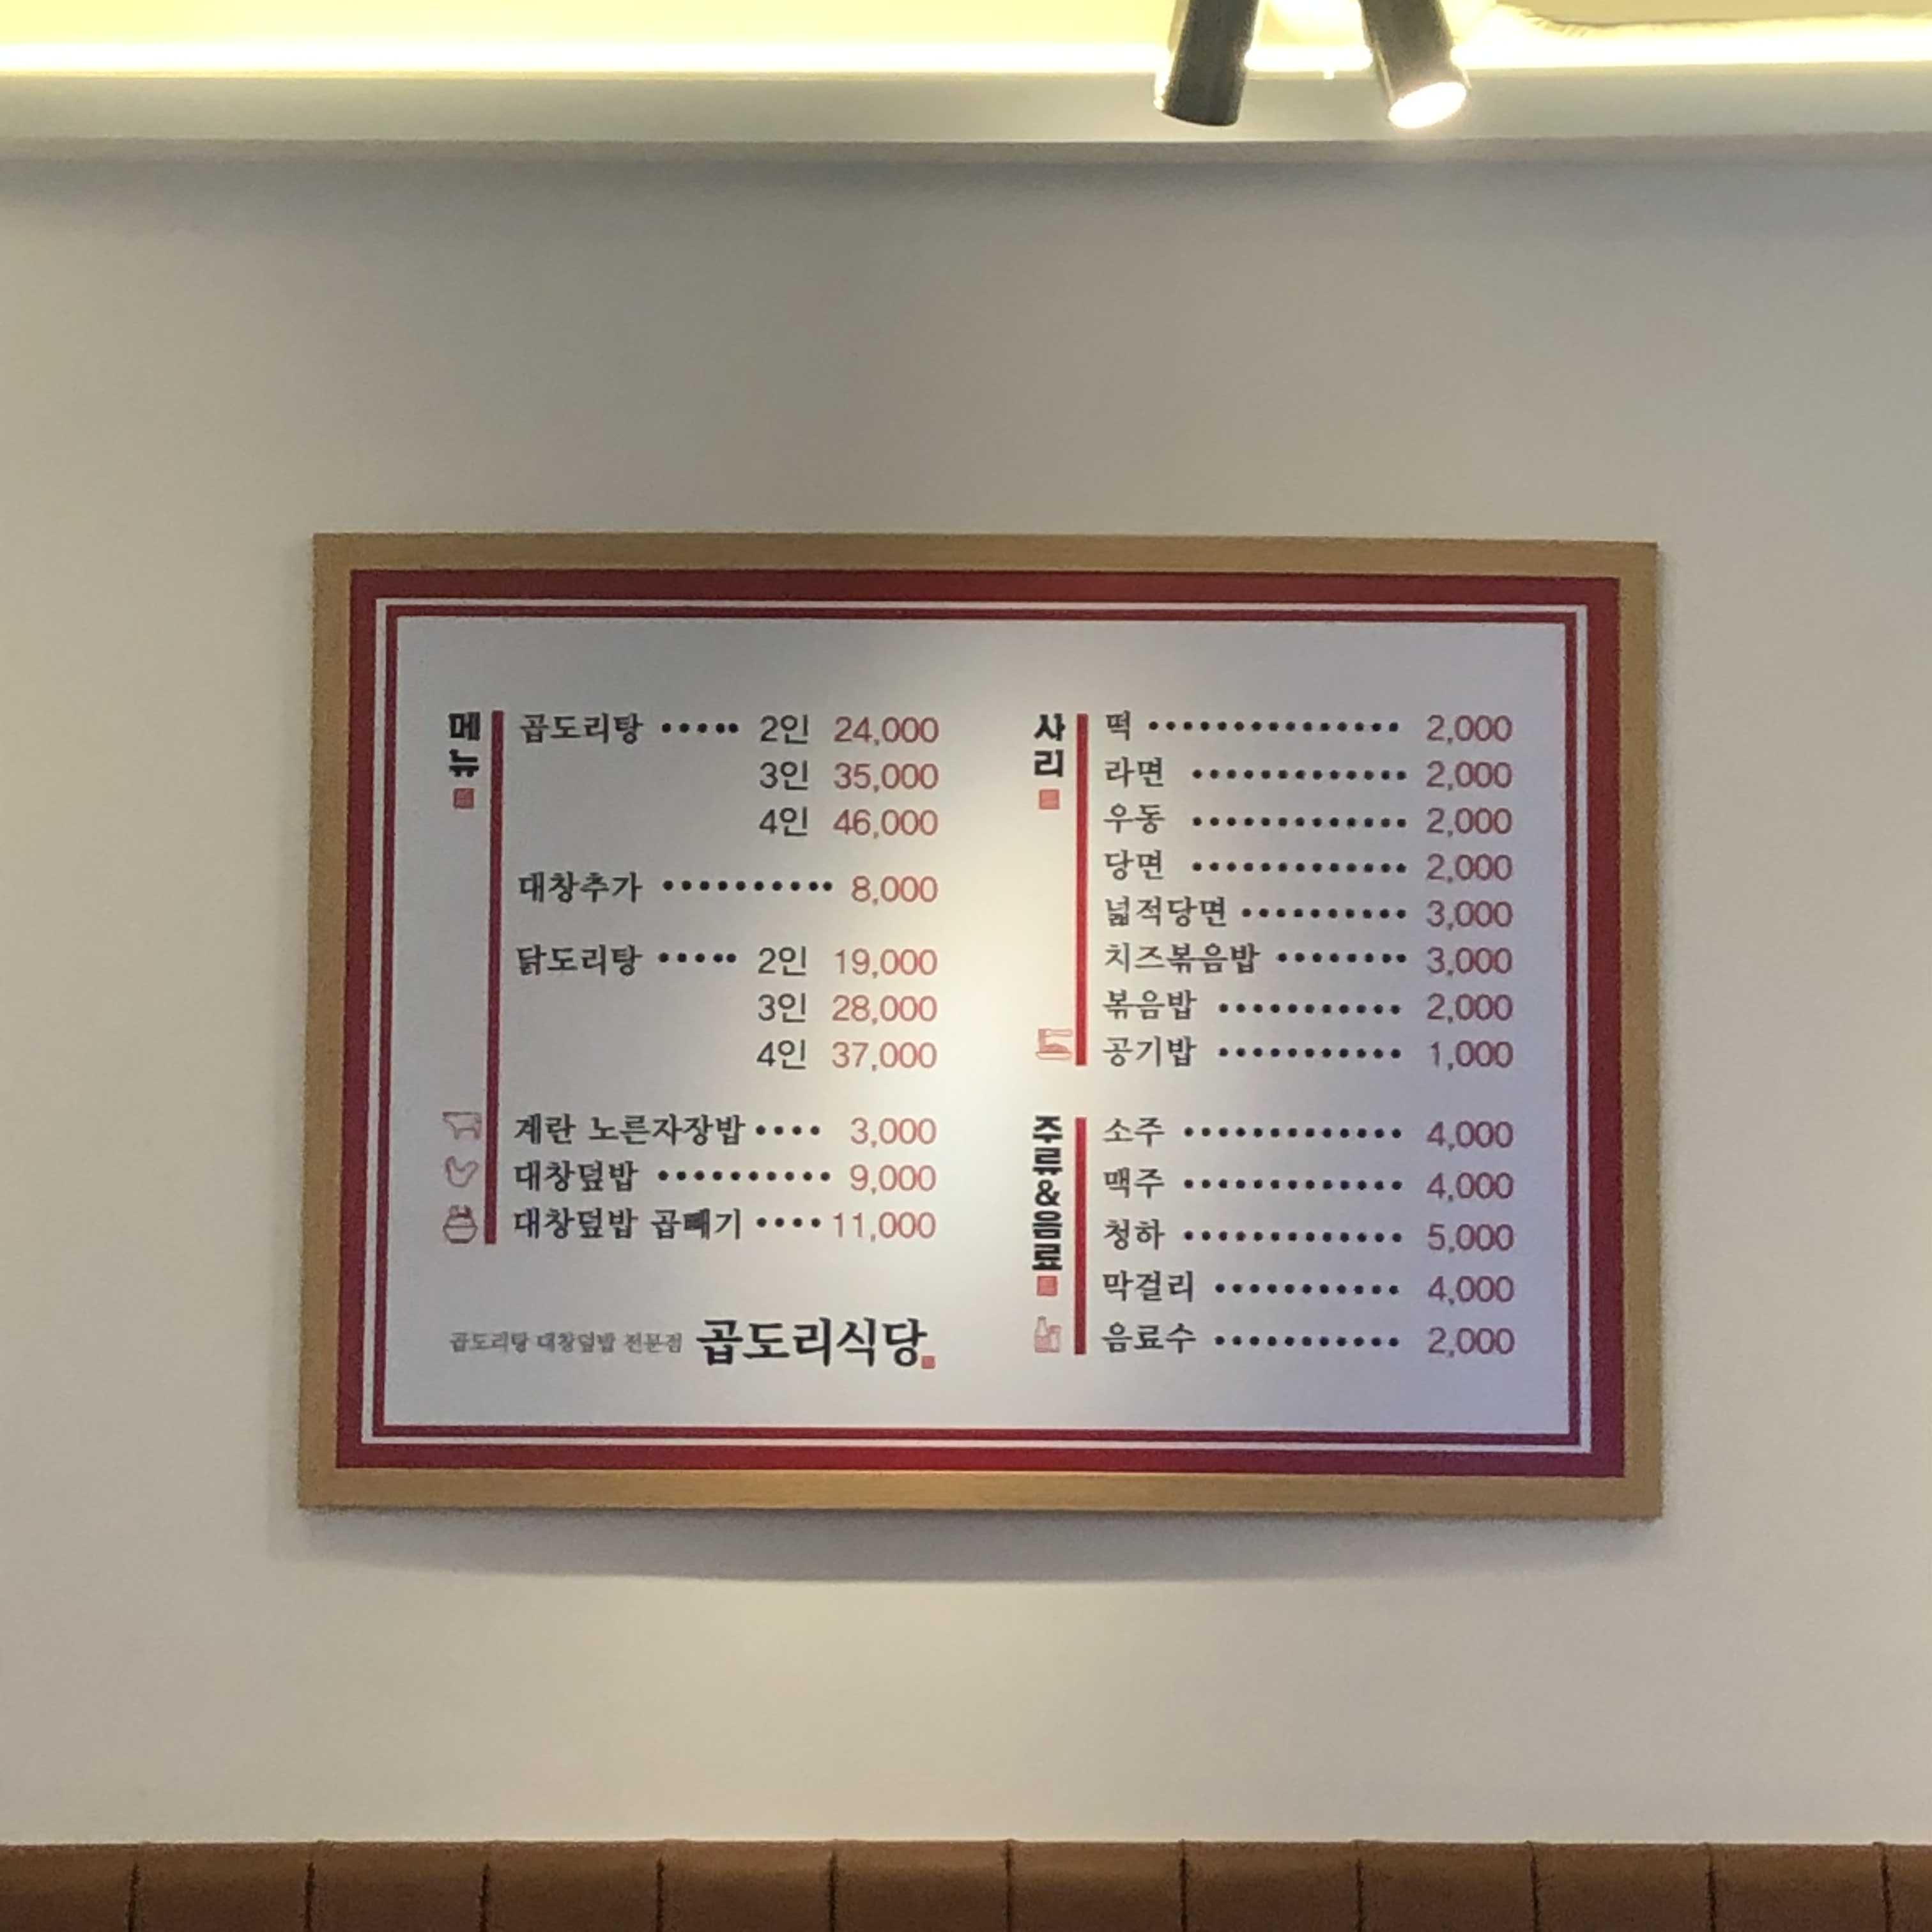 메뉴
곱도리탕 ····· 2인 24,000
3인 35,000
4인 46,000
대창추가 ·········· 8,000
닭도리탕 ····· 2인 19,000
3인 28,000
4인 37,000
계란 노른자장밥 ···· 3,000
대창덮밥 ·········· 9,000
대창덮밥 곱빼기 ···· 11,000
곱도리탕 대창덮밥 전문점 곱도리식당
사리
떡 ··············· 2,000
라면 ············· 2,000
우동 ············· 2,000
당면 ············· 2,000
넓적당면 ·········· 3,000
치즈볶음밥 ········ 3,000
볶음밥 ··········· 2,000
공기밥 ··········· 1,000
주류&음료
소주 ············· 4,000
맥주 ············· 4,000
청하 ············· 5,000
막걸리 ··········· 4,000
음료수 ··········· 2,000